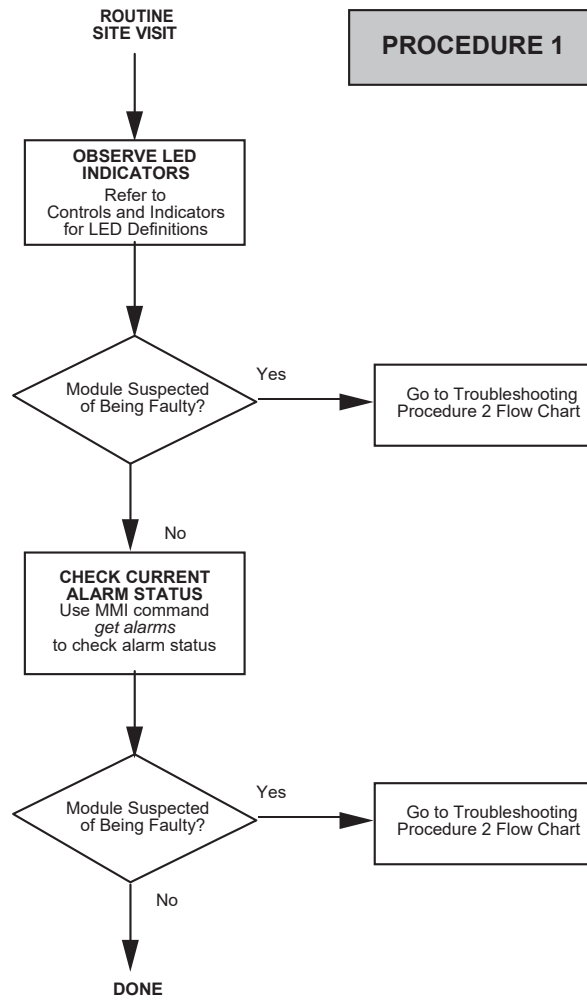 ROUTINE
SITE VISIT
PROCEDURE 1
OBSERVE LED
INDICATORS
Refer to
Controls and Indicators
for LED Definitions
Module Suspected
of Being Faulty?
Yes
Go to Troubleshooting
Procedure 2 Flow Chart
No
CHECK CURRENT
ALARM STATUS
Use MMI command
get alarms
to check alarm status
Module Suspected
of Being Faulty?
Yes
Go to Troubleshooting
Procedure 2 Flow Chart
No
DONE